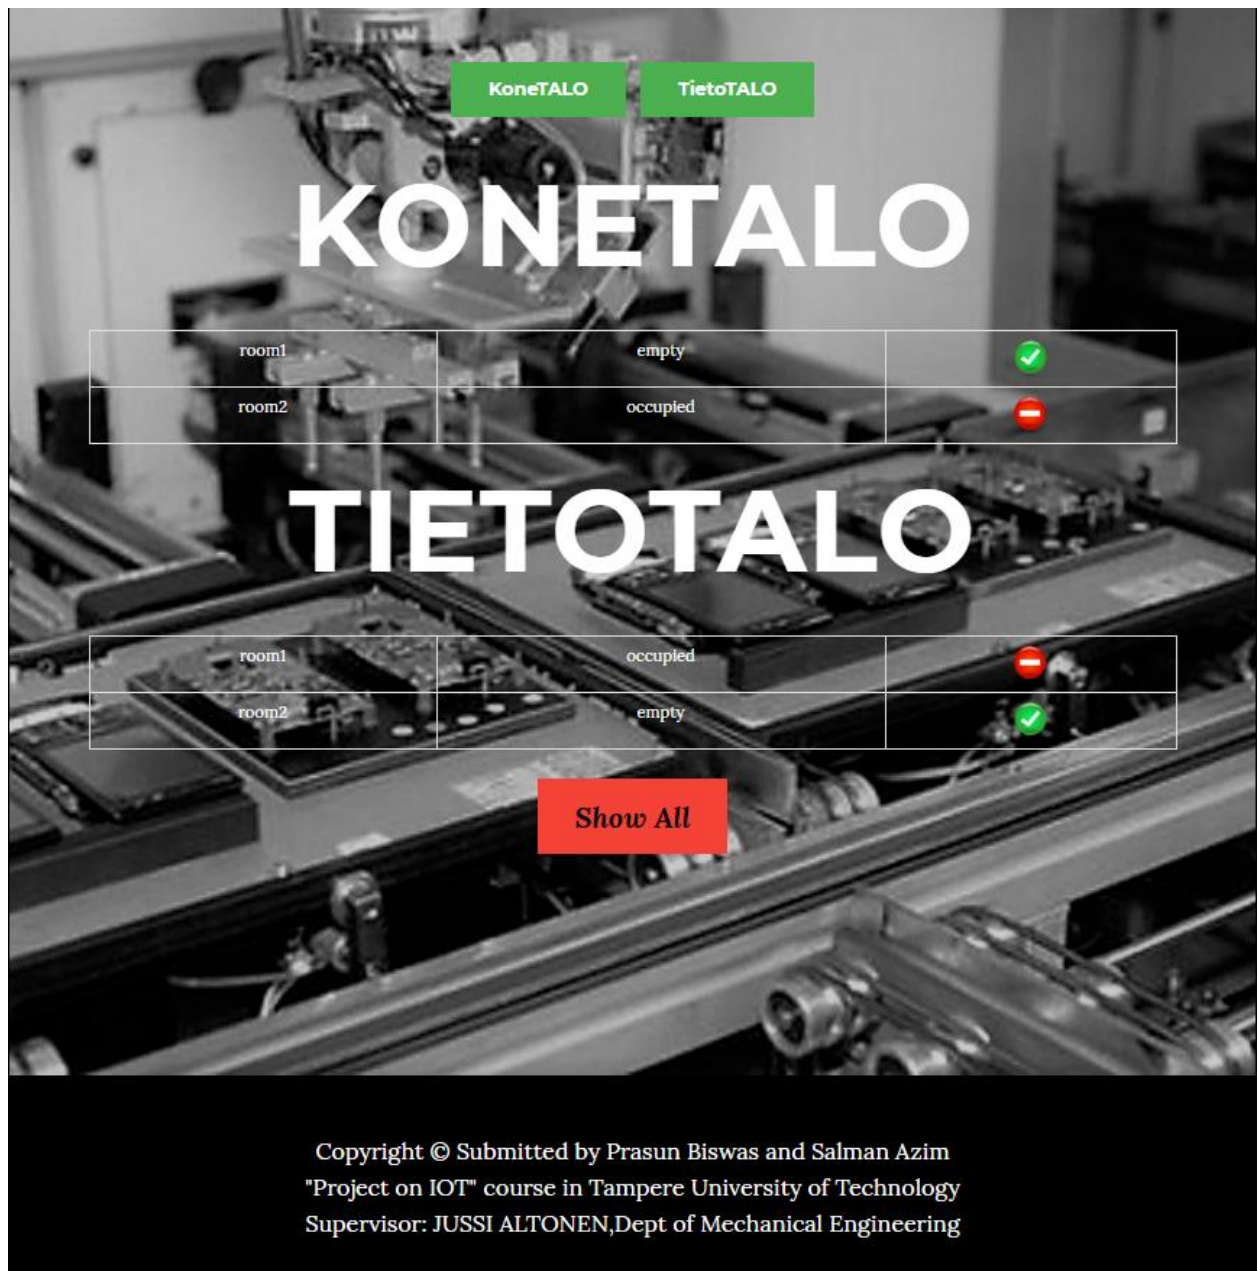 KoneTALO TietoTALO
KONETALO
room1 empty
room2 occupied
TIETOTALO
room1 occupied
room2 empty
Show All
Copyright © Submitted by Prasun Biswas and Salman Azim
"Project on IOT" course in Tampere University of Technology
Supervisor: JUSSI ALTONEN,Dept of Mechanical Engineering